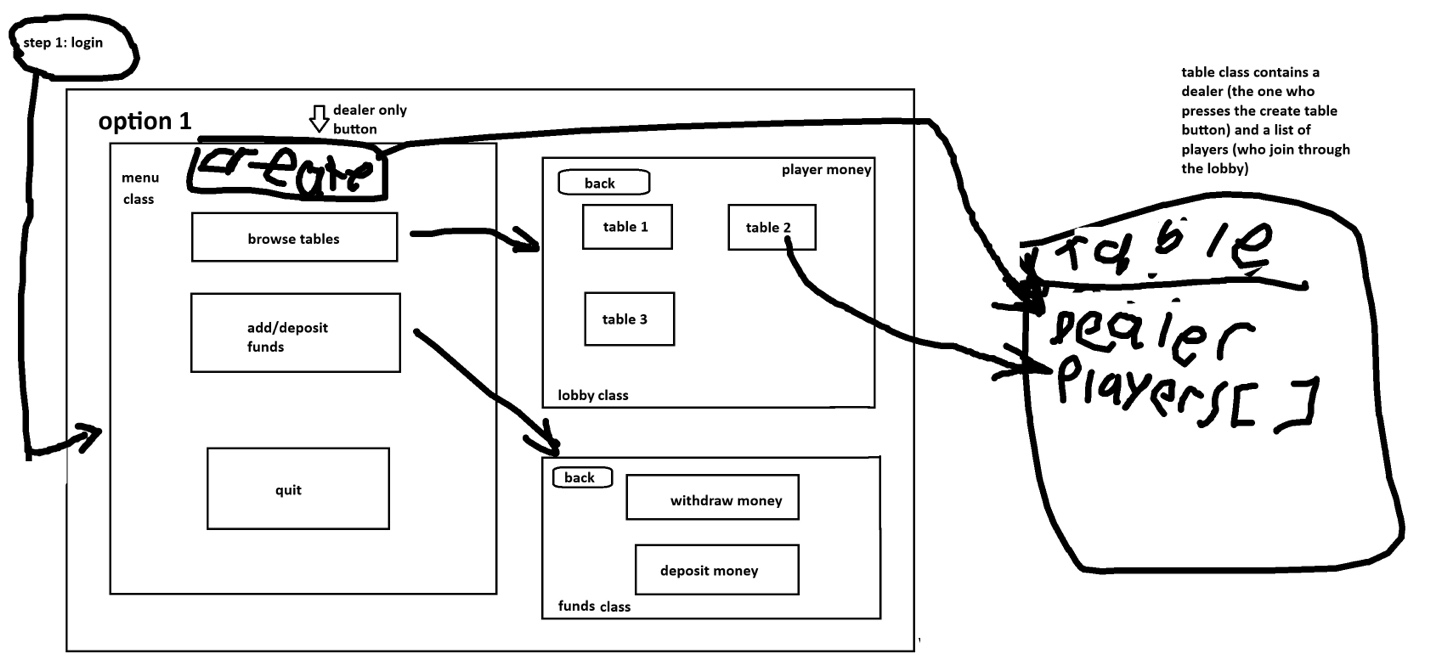 step 1: login
option 1
dealer only
button
create
menu
class
browse tables
add/deposit
funds
quit
back
player money
table 1
table 2
table 3
lobby class
back
withdraw money
deposit money
funds class
table class contains a
dealer (the one who
presses the create table
button) and a list of
players (who join through
the lobby)
Table
Dealer
Players[ ]